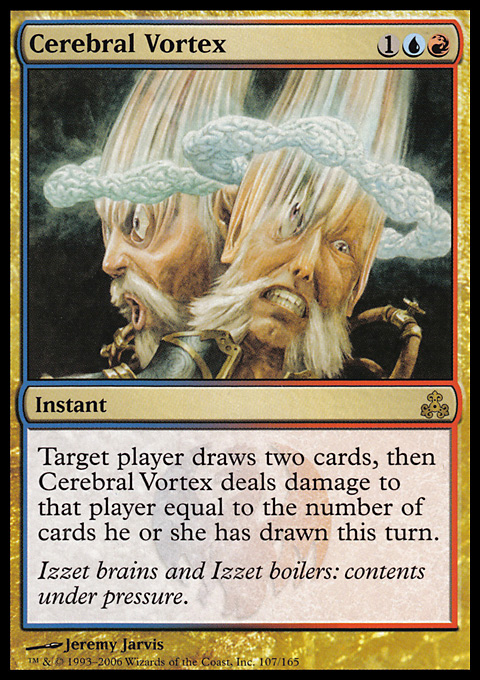 Cerebral Vortex 1
Instant
Target player draws two cards, then
Cerebral Vortex deals damage to
that player equal to the number of
cards he or she has drawn this turn.
Izzet brains and Izzet boilers: contents
under pressure.
Jeremy Jarvis
™ & © 1993–2006 Wizards of the Coast, Inc. 107/165